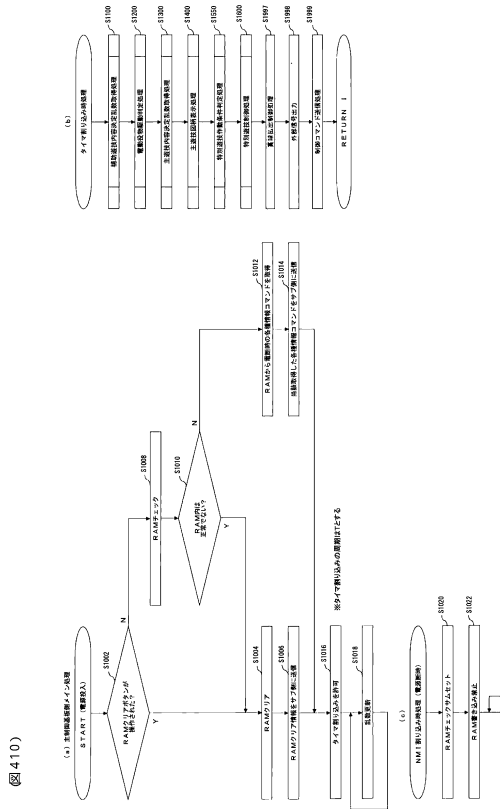 (図410)
(a) 主制御基板側メイン処理
START (電源投入)
S1002
RAMクリアボタンが
操作された?
N
Y
S1008
RAMチェック
S1010
RAM内は
正常でない?
N
Y
S1004
RAMクリア
S1006
RAMクリア情報をサブ側に送信
S1012
RAMから電断時の各種情報コマンドを取得
S1014
当該取得した各種情報コマンドをサブ側に送信
S1016
タイマ割り込みを許可
※タイマ割り込みの周期はTとする
S1018
乱数更新
(b)
タイマ割り込み時処理
S1100
補助遊技内容決定乱数取得処理
S1200
電動役物駆動判定処理
S1300
主遊技内容決定乱数取得処理
S1400
主遊技図柄表示処理
S1550
特別遊技作動条件判定処理
S1600
特別遊技制御処理
S1997
賞球払出制御処理
S1998
外部信号出力
S1999
制御コマンド送信処理
RETURN I
(c)
NMI割り込み時処理 (電源断時)
S1020
RAMチェックサムセット
S1022
RAM書き込み禁止